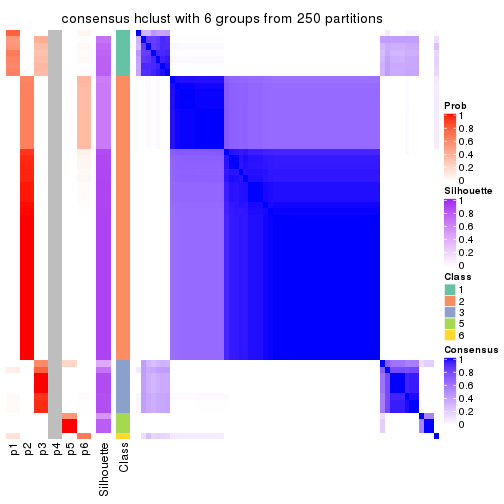 consensus hclust with 6 groups from 250 partitions
Prob
1
0.8
0.6
0.4
0.2
0
Silhouette
1
0.8
0.6
0.4
0.2
0
Class
1
2
3
5
6
Consensus
1
0.8
0.6
0.4
0.2
0
p1
p2
p3
p4
p5
p6
Silhouette
Class